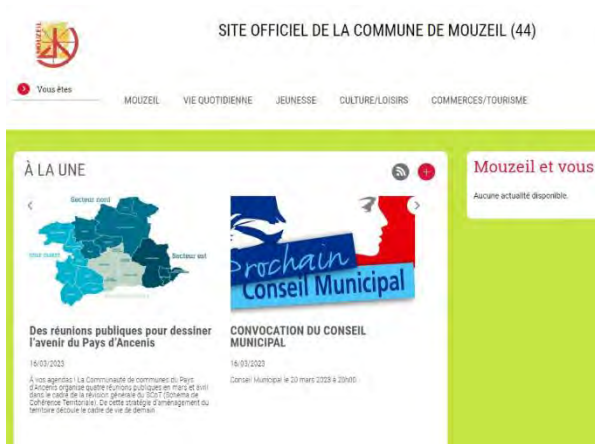 MOUZEIL
SITE OFFICIEL DE LA COMMUNE DE MOUZEIL (44)
Vous êtes
MOUZEIL VIE QUOTIDIENNE JEUNESSE CULTURE/LOISIRS COMMERCES/TOURISME
À LA UNE
Mouzeil et vous
Aucune actualité disponible.
Secteur nord
Secteur est
Prochain
Conseil Municipal
Des réunions publiques pour dessiner
l'avenir du Pays d'Ancenis
16/03/2023
À vos agendas ! La Communauté de communes du Pays
d'Ancenis organise quatre réunions publiques en mars et avril
dans le cadre de la révision générale du SCoT (Schéma de
Cohérence Territoriale). De cette stratégie d'aménagement du
territoire découle le cadre de vie de demain.
CONVOCATION DU CONSEIL
MUNICIPAL
16/03/2023
Conseil Municipal le 20 mars 2023 à 20h00